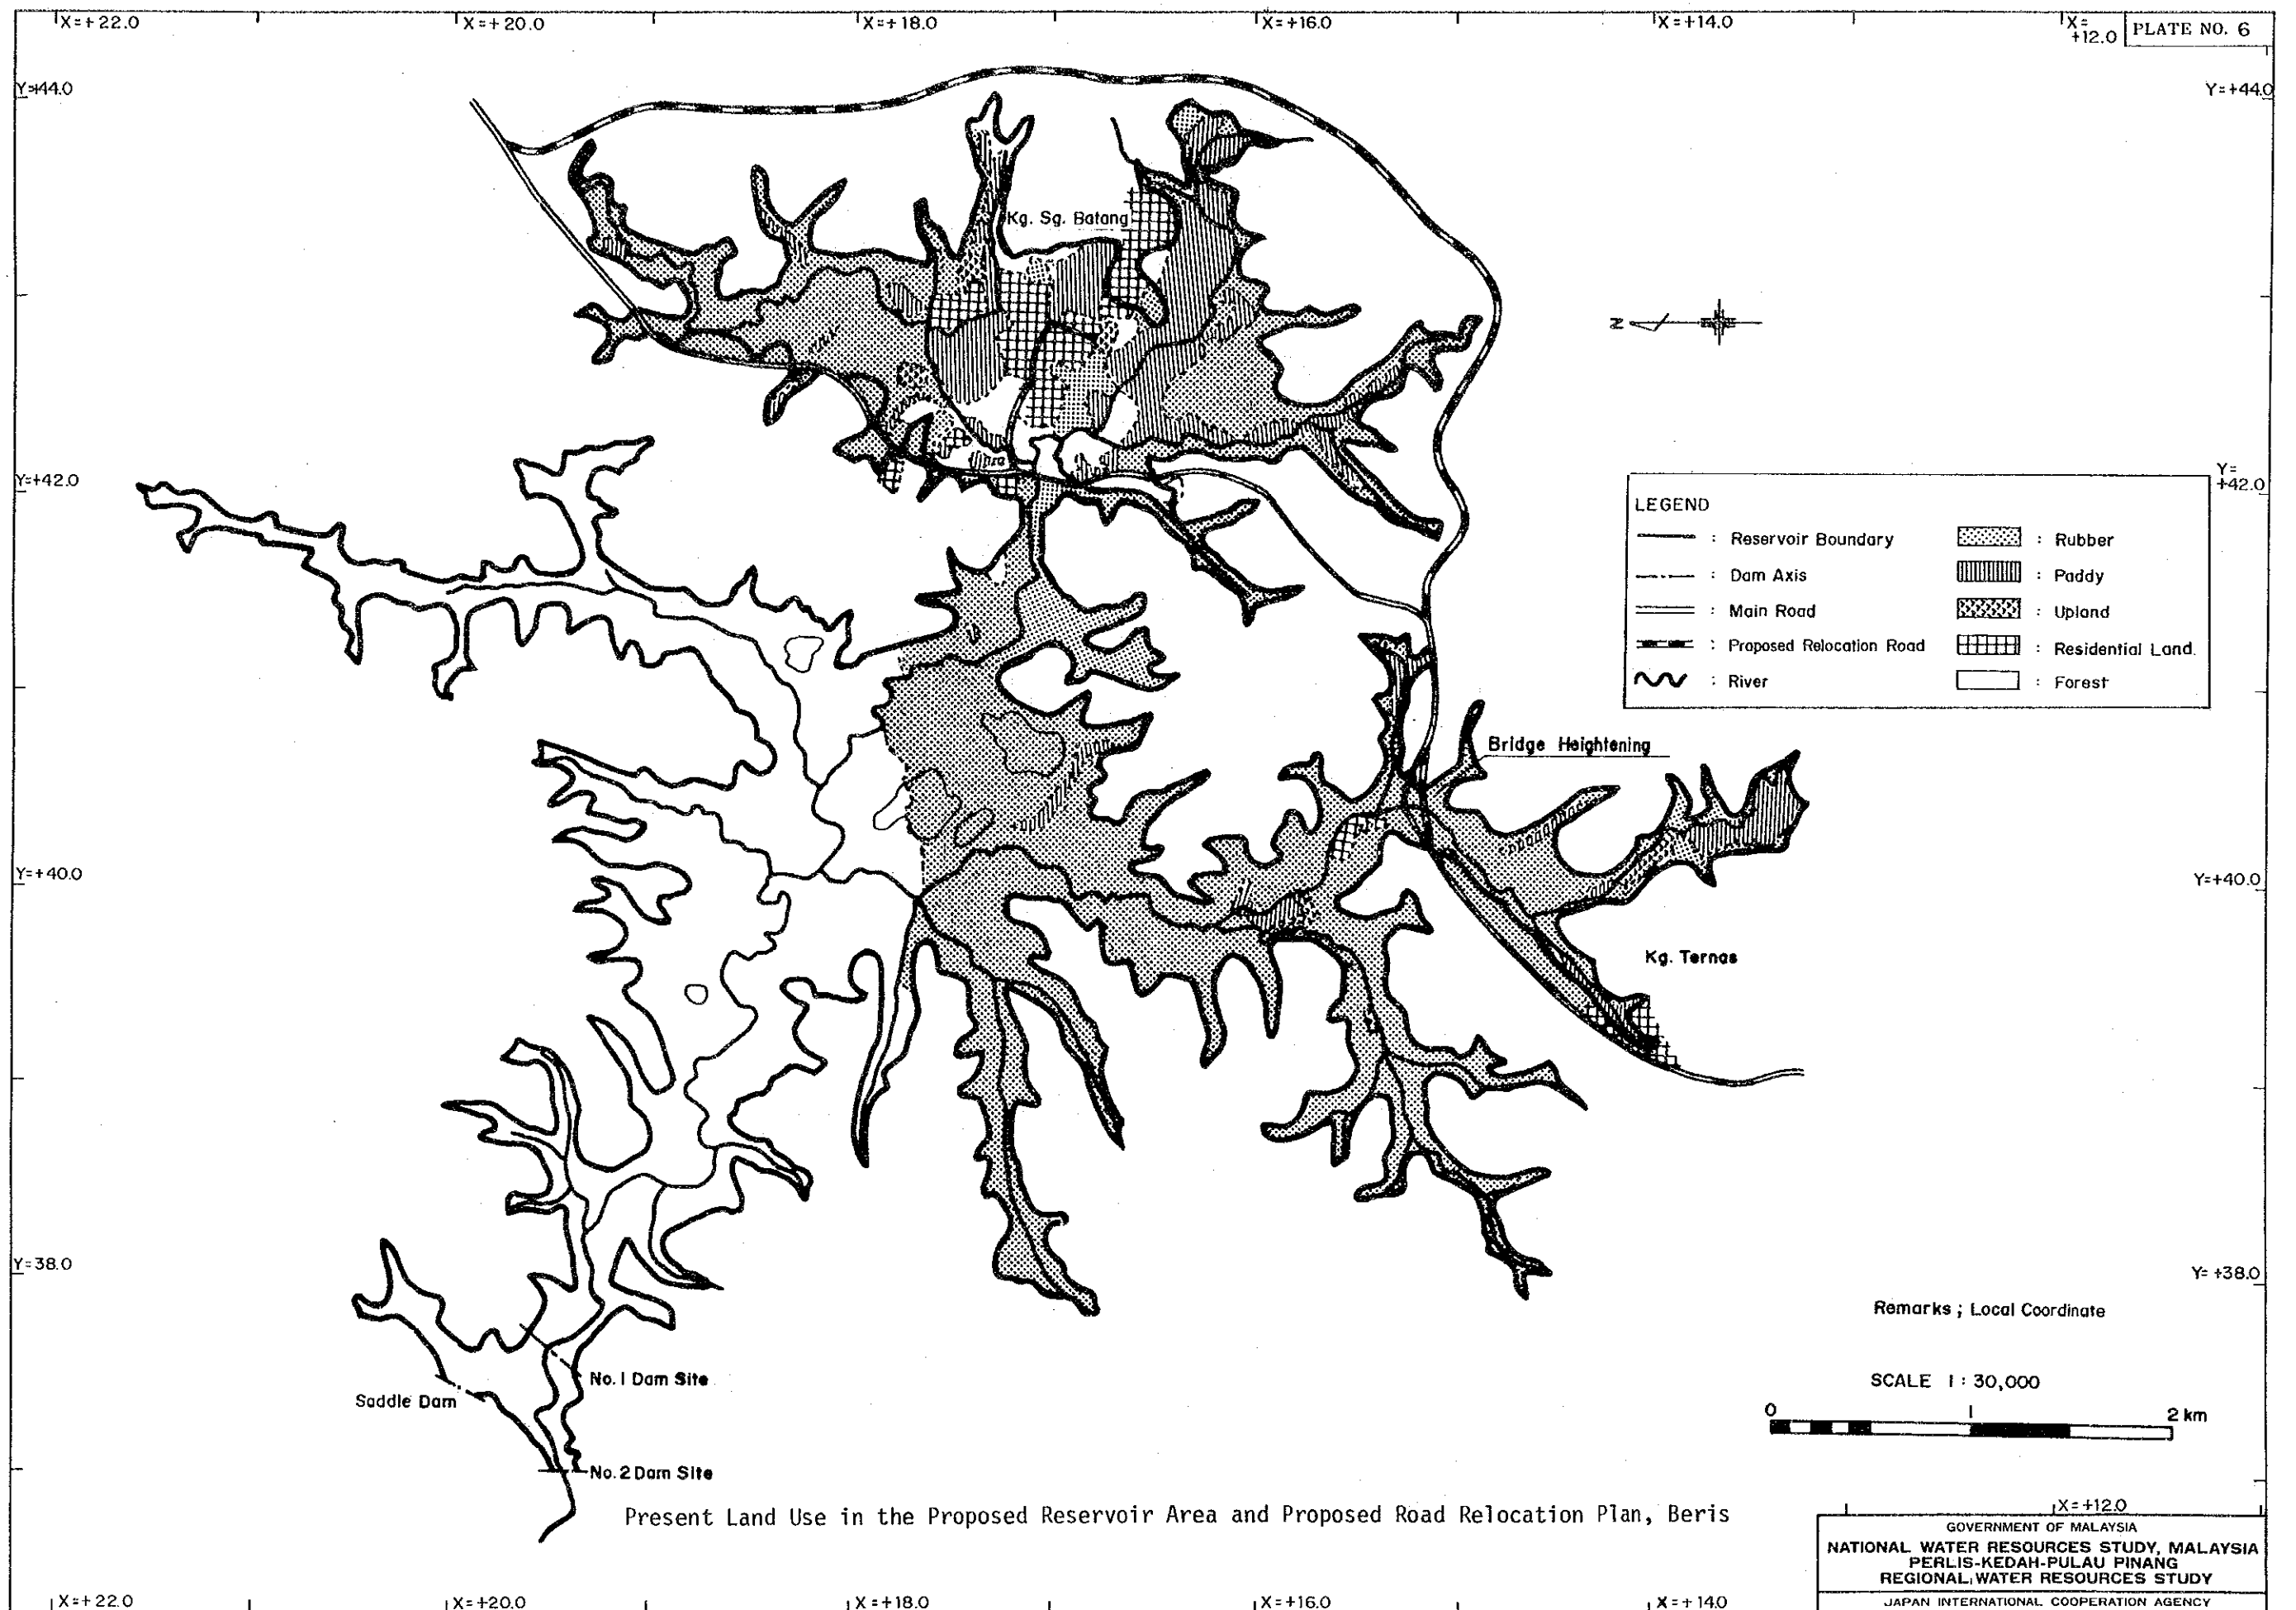 X=+22.0
X=+20.0
X=+18.0
X=+16.0
X=+14.0
X=
+12.0
PLATE NO. 6
Y=+44.0
Y=+44.0
Kg. Sg. Batang
N
Y=+42.0
Y=
+42.0
LEGEND
: Reservoir Boundary
: Rubber
: Dam Axis
: Paddy
: Main Road
: Upland
: Proposed Relocation Road
: Residential Land.
: River
: Forest
Bridge Heightening
Y=+40.0
Y=+40.0
Kg. Ternas
Y=38.0
Y= +38.0
Remarks ; Local Coordinate
No. 1 Dam Site
Saddle Dam
SCALE 1 : 30,000
0 1 2 km
No. 2 Dam Site
Present Land Use in the Proposed Reservoir Area and Proposed Road Relocation Plan, Beris
X=+12.0
GOVERNMENT OF MALAYSIA
NATIONAL WATER RESOURCES STUDY, MALAYSIA
PERLIS-KEDAH-PULAU PINANG
REGIONAL WATER RESOURCES STUDY
JAPAN INTERNATIONAL COOPERATION AGENCY
X=+22.0
X=+20.0
X=+18.0
X=+16.0
X=+14.0